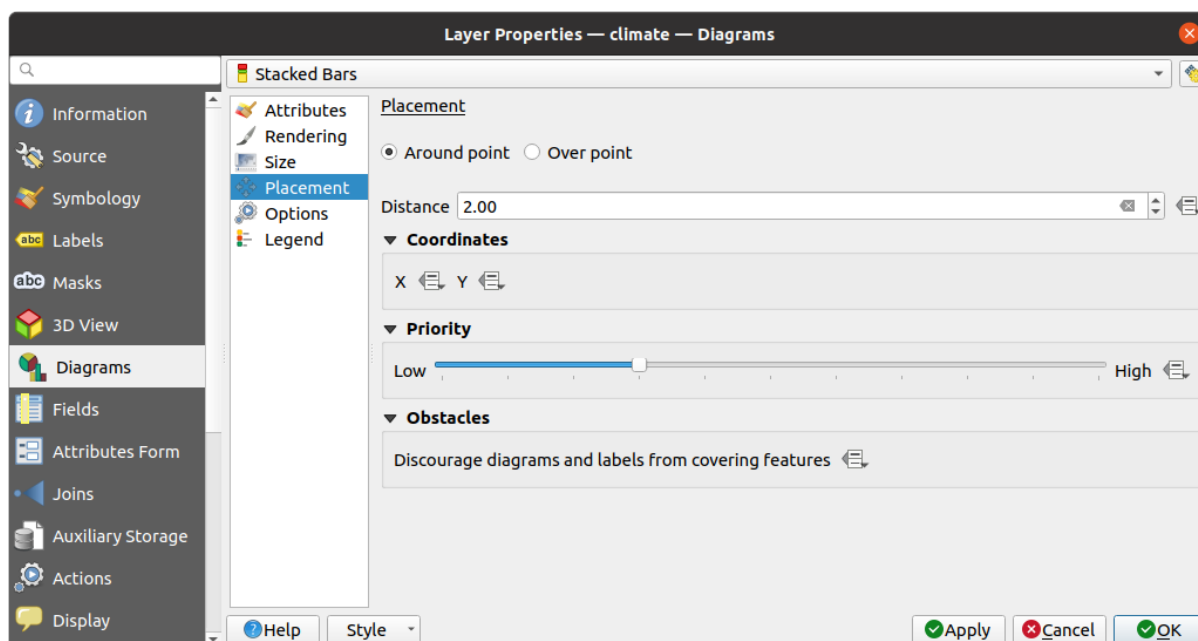 Layer Properties — climate — Diagrams
Stacked Bars
Information
Source
Symbology
abc Labels
abc Masks
3D View
Diagrams
Fields
Attributes Form
Joins
Auxiliary Storage
Actions
Display
Attributes
Rendering
Size
Placement
Options
Legend
Placement
Around point Over point
Distance 2.00
Coordinates
X Y
Priority
Low High
Obstacles
Discourage diagrams and labels from covering features
Help Style Apply Cancel OK